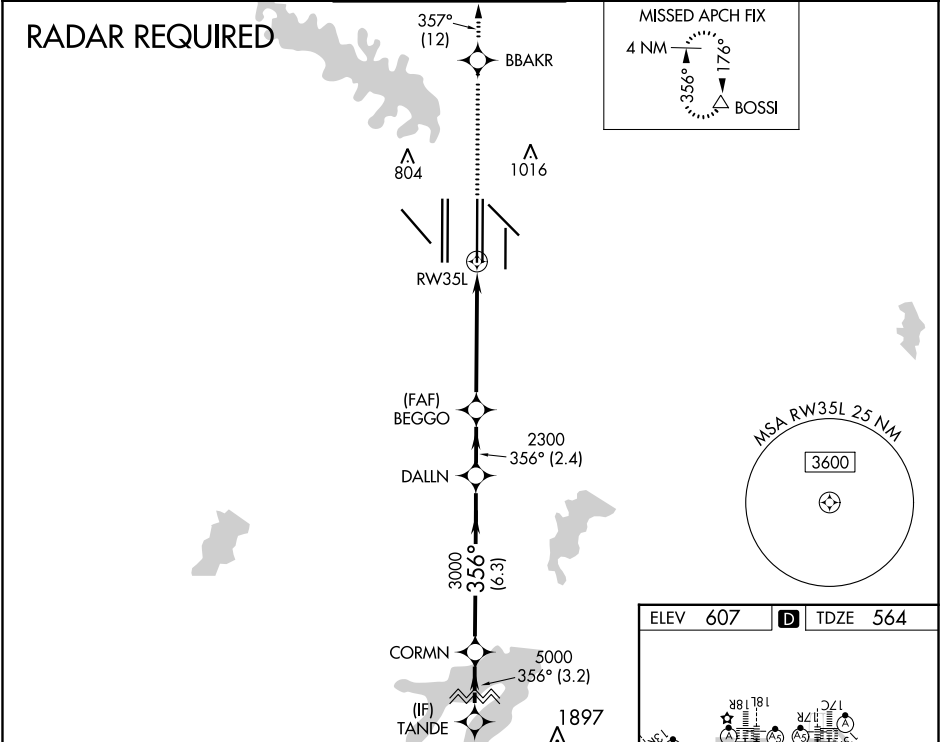 RADAR REQUIRED
357°
(12)
BBAKR
MISSED APCH FIX
4 NM
356°
176°
BOSSI
804
1016
RW35L
(FAF)
BEGGO
2300
356° (2.4)
DALLN
3000
356°
(6.3)
MSA RW35L 25 NM
3600
CORMN
5000
356° (3.2)
(IF)
TANDE
1897
ELEV 607
D
TDZE 564
18R
18L
17R
17C
A
A5
A5
A